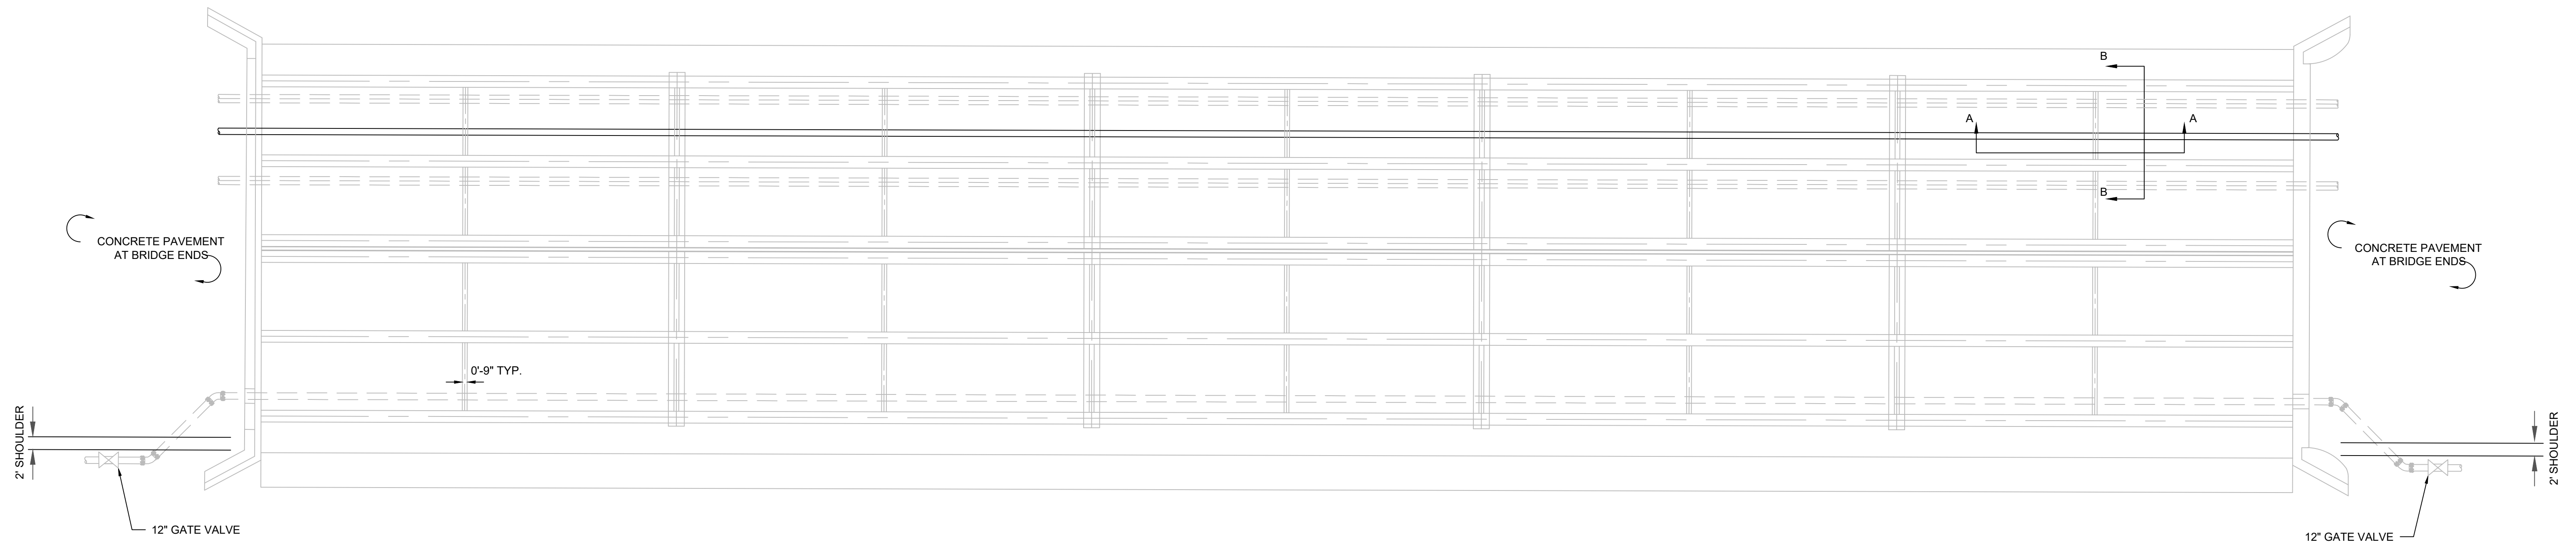 B
A
A
B
CONCRETE PAVEMENT
AT BRIDGE ENDS
CONCRETE PAVEMENT
AT BRIDGE ENDS
0'-9" TYP.
2' SHOULDER
2' SHOULDER
12" GATE VALVE
12" GATE VALVE